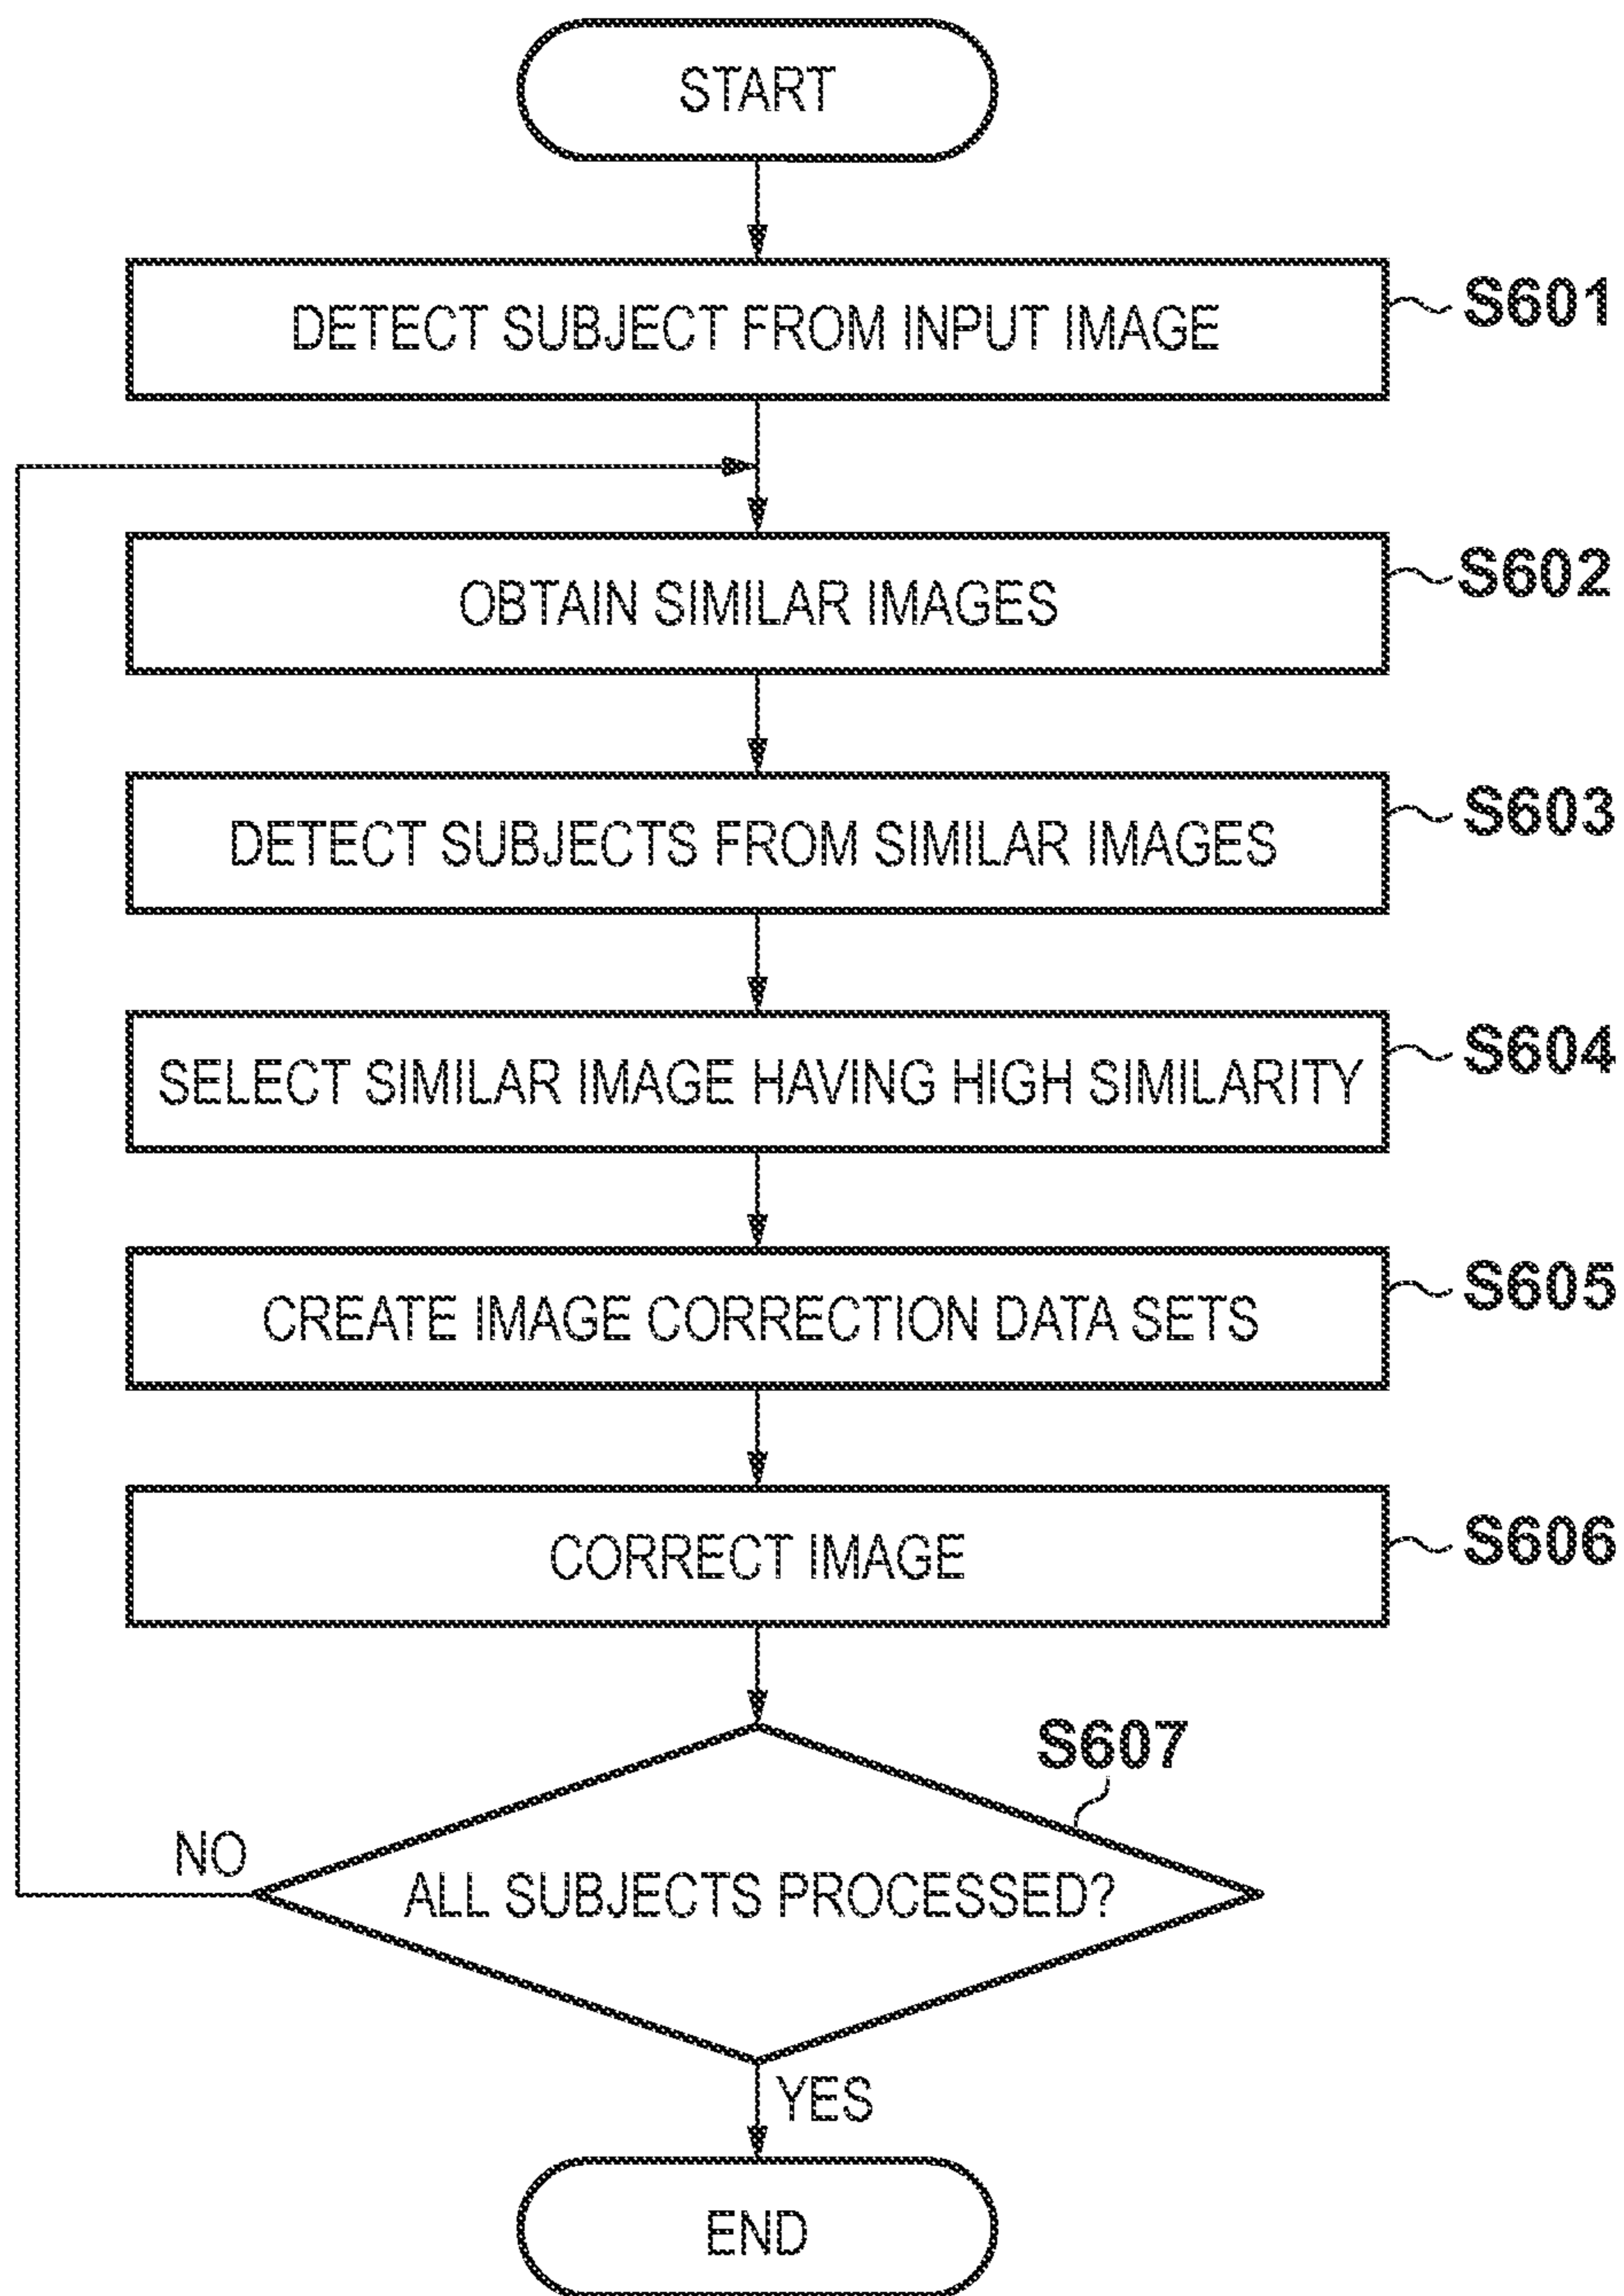 START
DETECT SUBJECT FROM INPUT IMAGE
S601
OBTAIN SIMILAR IMAGES
S602
DETECT SUBJECTS FROM SIMILAR IMAGES
S603
SELECT SIMILAR IMAGE HAVING HIGH SIMILARITY
S604
CREATE IMAGE CORRECTION DATA SETS
S605
CORRECT IMAGE
S606
S607
NO
ALL SUBJECTS PROCESSED?
YES
END